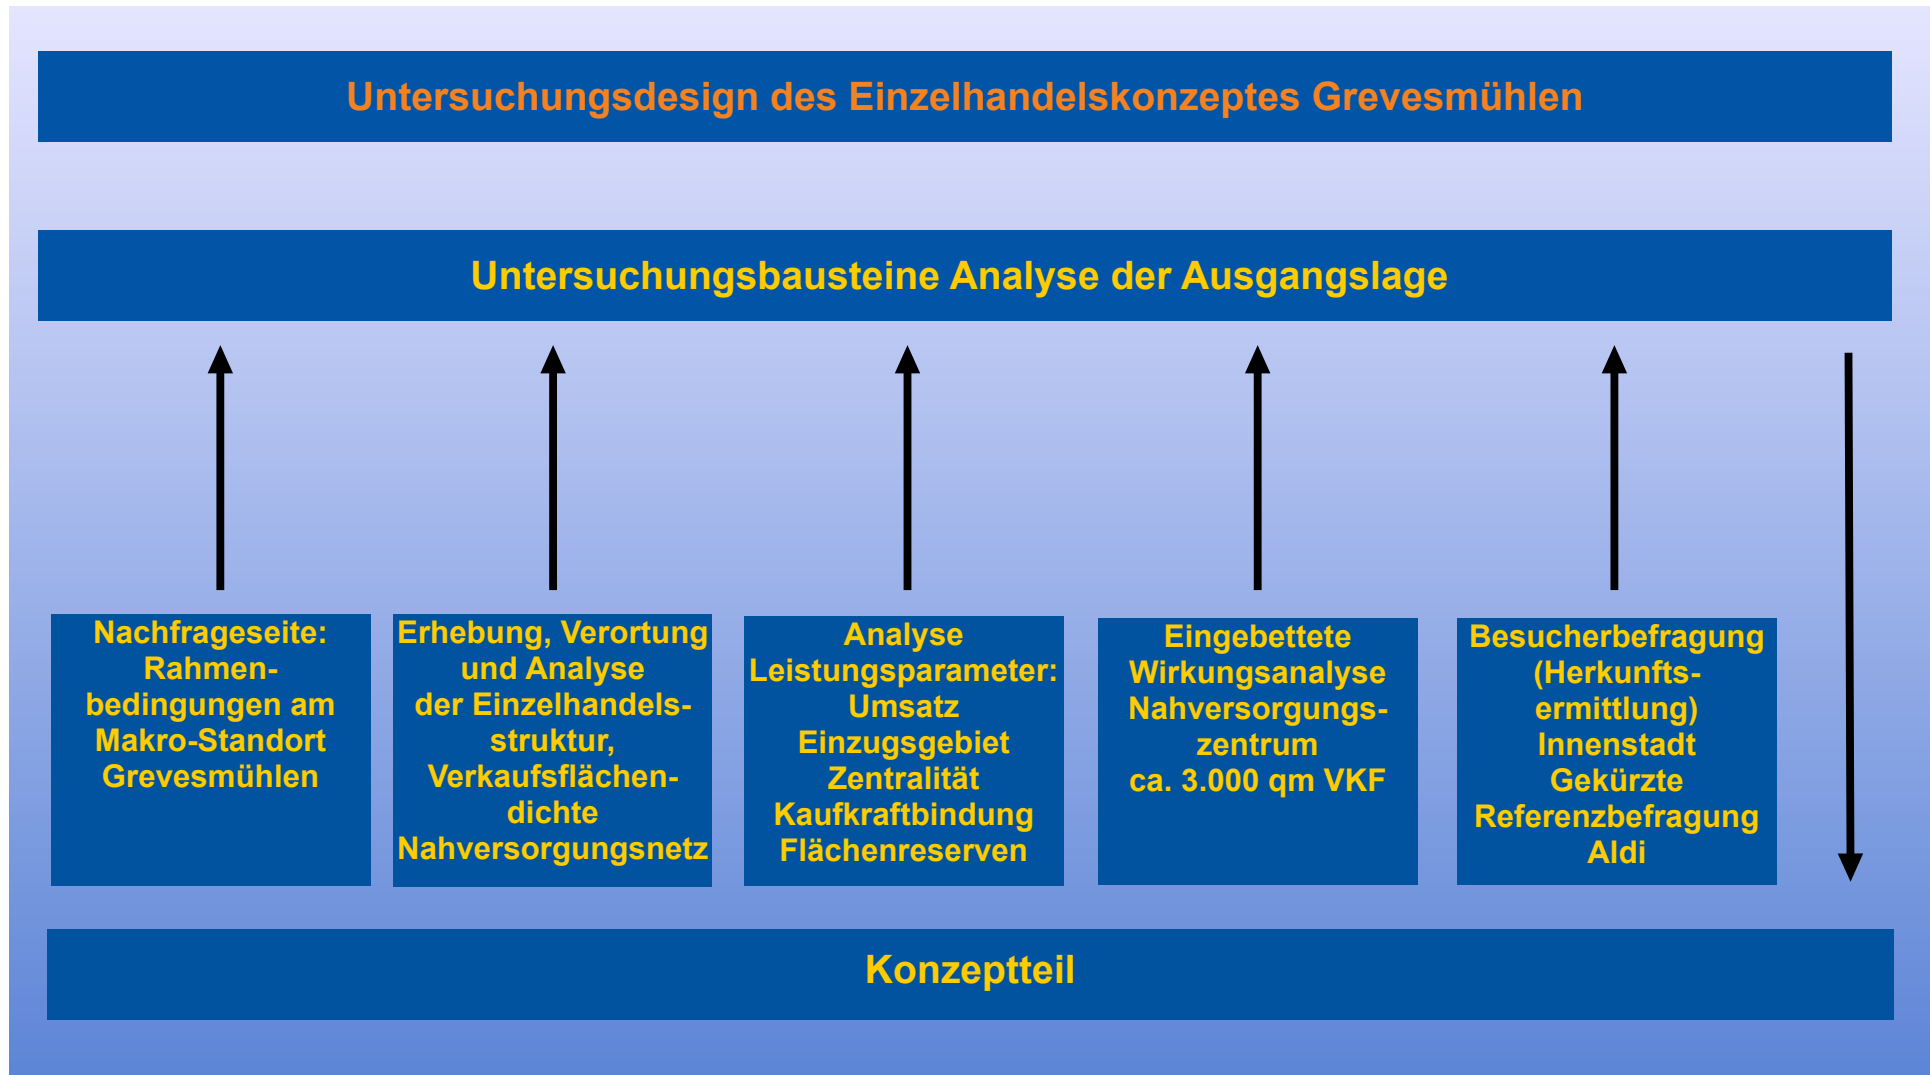 Untersuchungsdesign des Einzelhandelskonzeptes Grevesmühlen
Untersuchungsbausteine Analyse der Ausgangslage
Nachfrageseite:
Rahmen-
bedingungen am
Makro-Standort
Grevesmühlen
Erhebung, Verortung
und Analyse
der Einzelhandels-
struktur,
Verkaufsflächen-
dichte
Nahversorgungsnetz
Analyse
Leistungsparameter:
Umsatz
Einzugsgebiet
Zentralität
Kaufkraftbindung
Flächenreserven
Eingebettete
Wirkungsanalyse
Nahversorgungs-
zentrum
ca. 3.000 qm VKF
Besucherbefragung
(Herkunfts-
ermittlung)
Innenstadt
Gekürzte
Referenzbefragung
Aldi
Konzeptteil